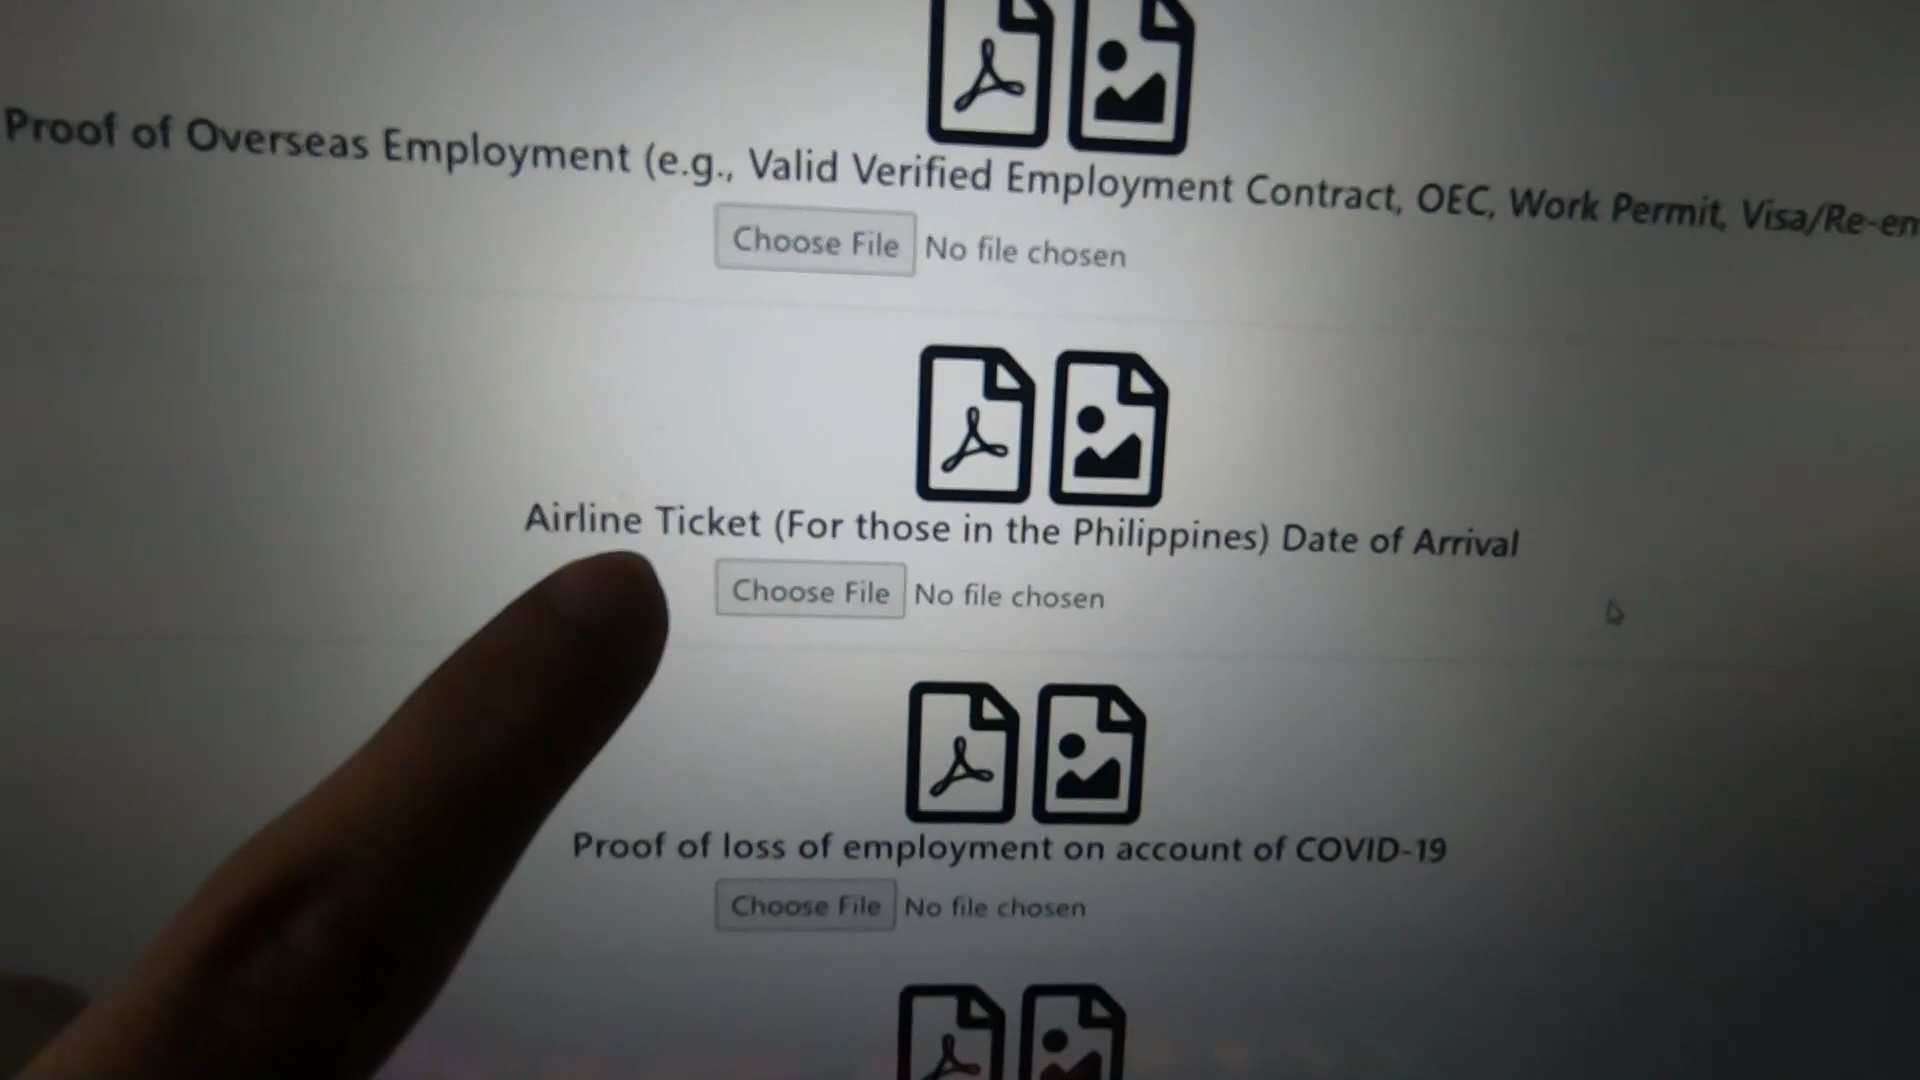 Proof of Overseas Employment (e.g., Valid Verified Employment Contract, OEC, Work Permit, Visa/Re-en
Choose File No file chosen
Airline Ticket (For those in the Philippines) Date of Arrival
Choose File No file chosen
Proof of loss of employment on account of COVID-19
Choose File No file chosen